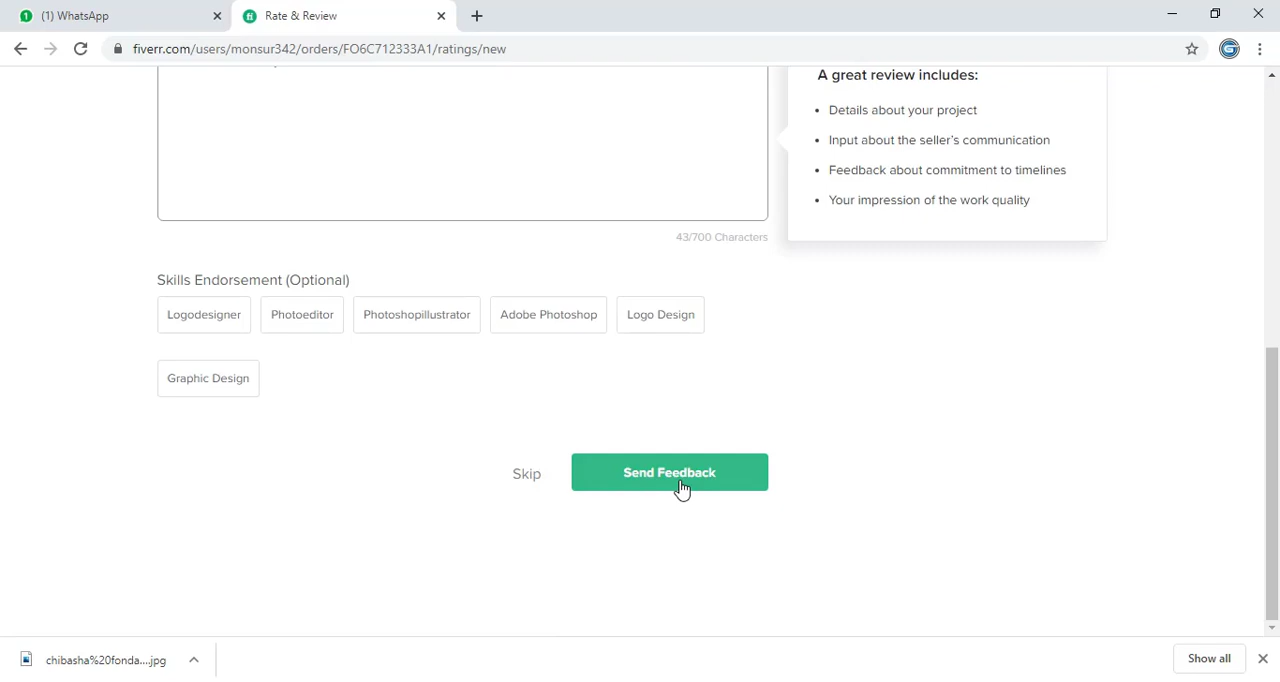 (1) WhatsApp
Rate & Review
fiverr.com/users/monsur342/orders/FO6C712333A1/ratings/new
A great review includes:
Details about your project
Input about the seller's communication
Feedback about commitment to timelines
Your impression of the work quality
43/700 Characters
Skills Endorsement (Optional)
Logodesigner Photoeditor Photoshopillustrator Adobe Photoshop Logo Design
Graphic Design
Skip Send Feedback
chibasha%20fonda....jpg Show all